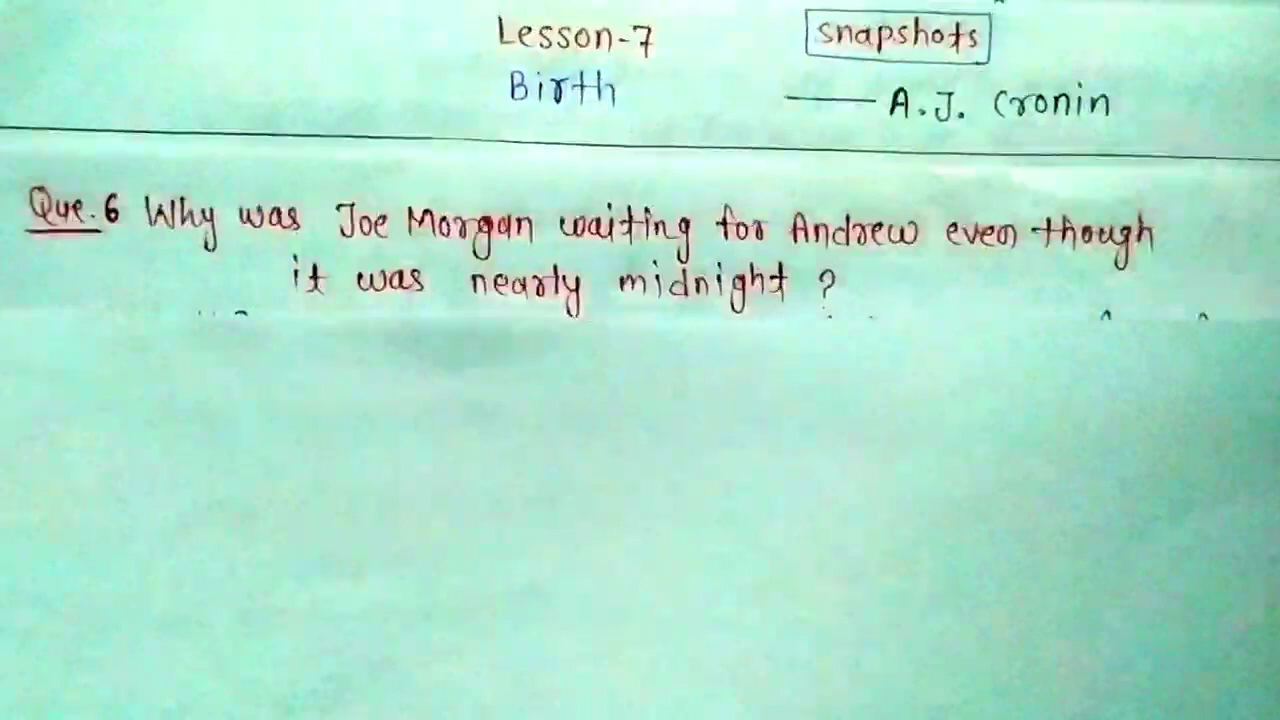 Lesson-7
snapshots
Birth
—— A.J. Cronin
Que.6 Why was Joe Morgan waiting for Andrew even though
it was nearly midnight ?